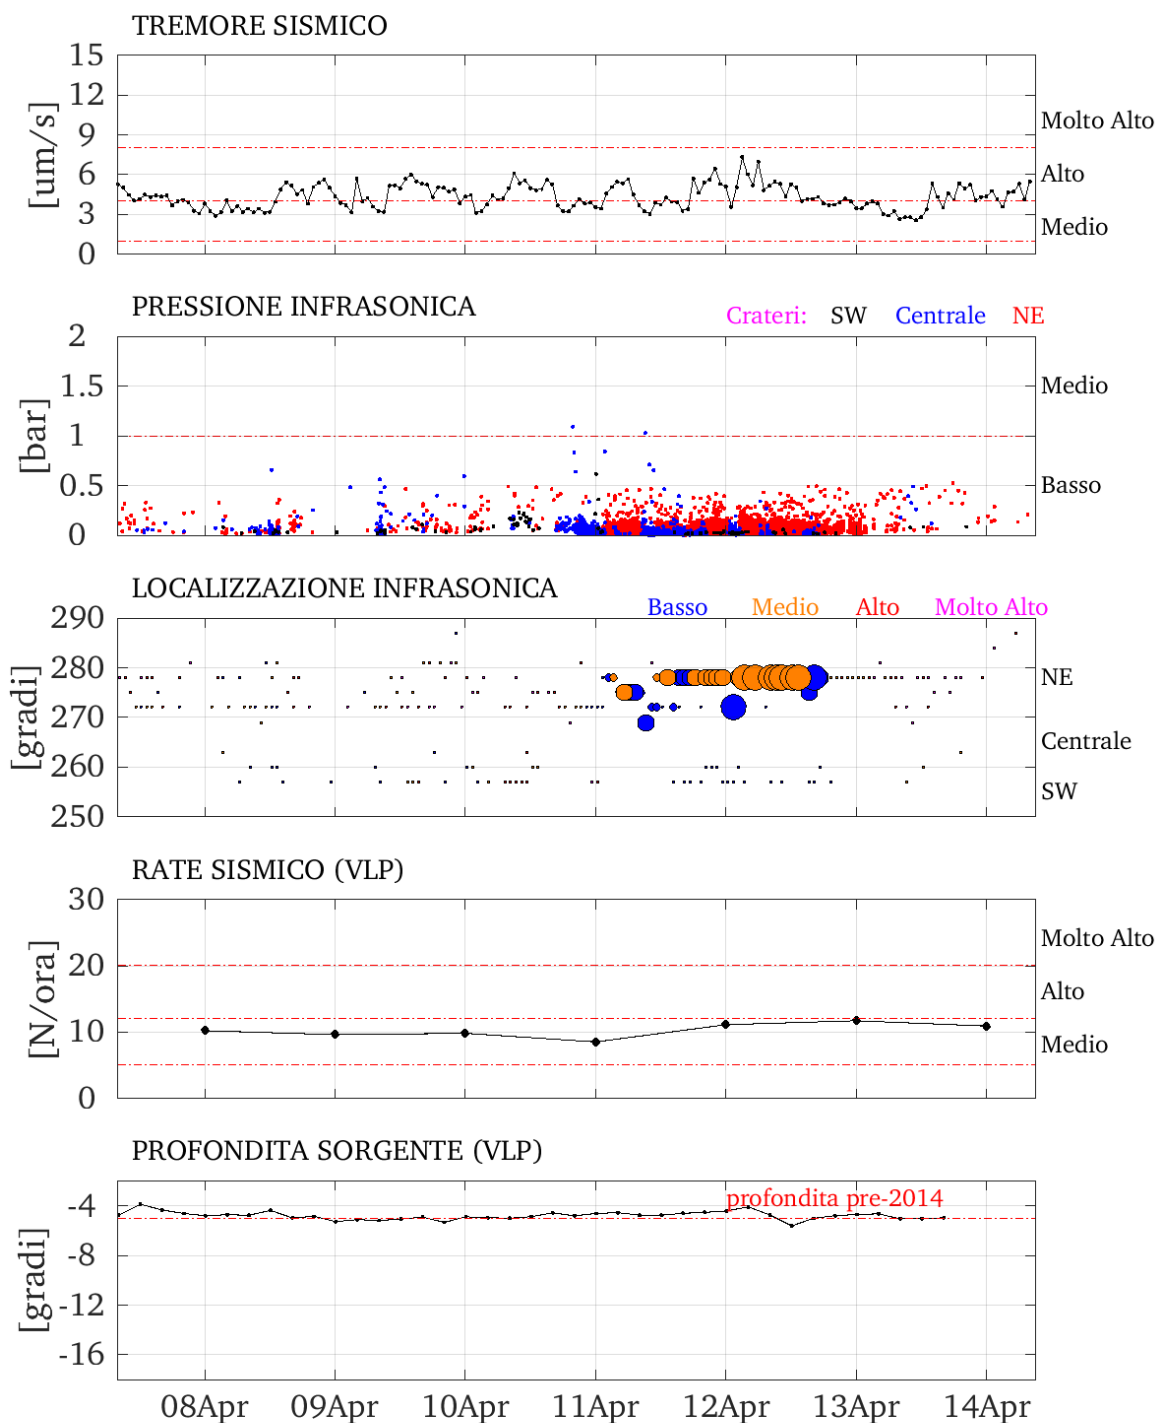 TREMORE SISMICO
15
12
9
6
3
0
[um/s]
Molto Alto
Alto
Medio
PRESSIONE INFRASONICA
Crateri: SW Centrale NE
2
1.5
1
0.5
0
[bar]
Medio
Basso
LOCALIZZAZIONE INFRASONICA
Basso Medio Alto Molto Alto
290
280
270
260
250
[gradi]
NE
Centrale
SW
RATE SISMICO (VLP)
30
20
10
0
[N/ora]
Molto Alto
Alto
Medio
PROFONDITA SORGENTE (VLP)
profondita pre-2014
-4
-8
-12
-16
[gradi]
08Apr 09Apr 10Apr 11Apr 12Apr 13Apr 14Apr